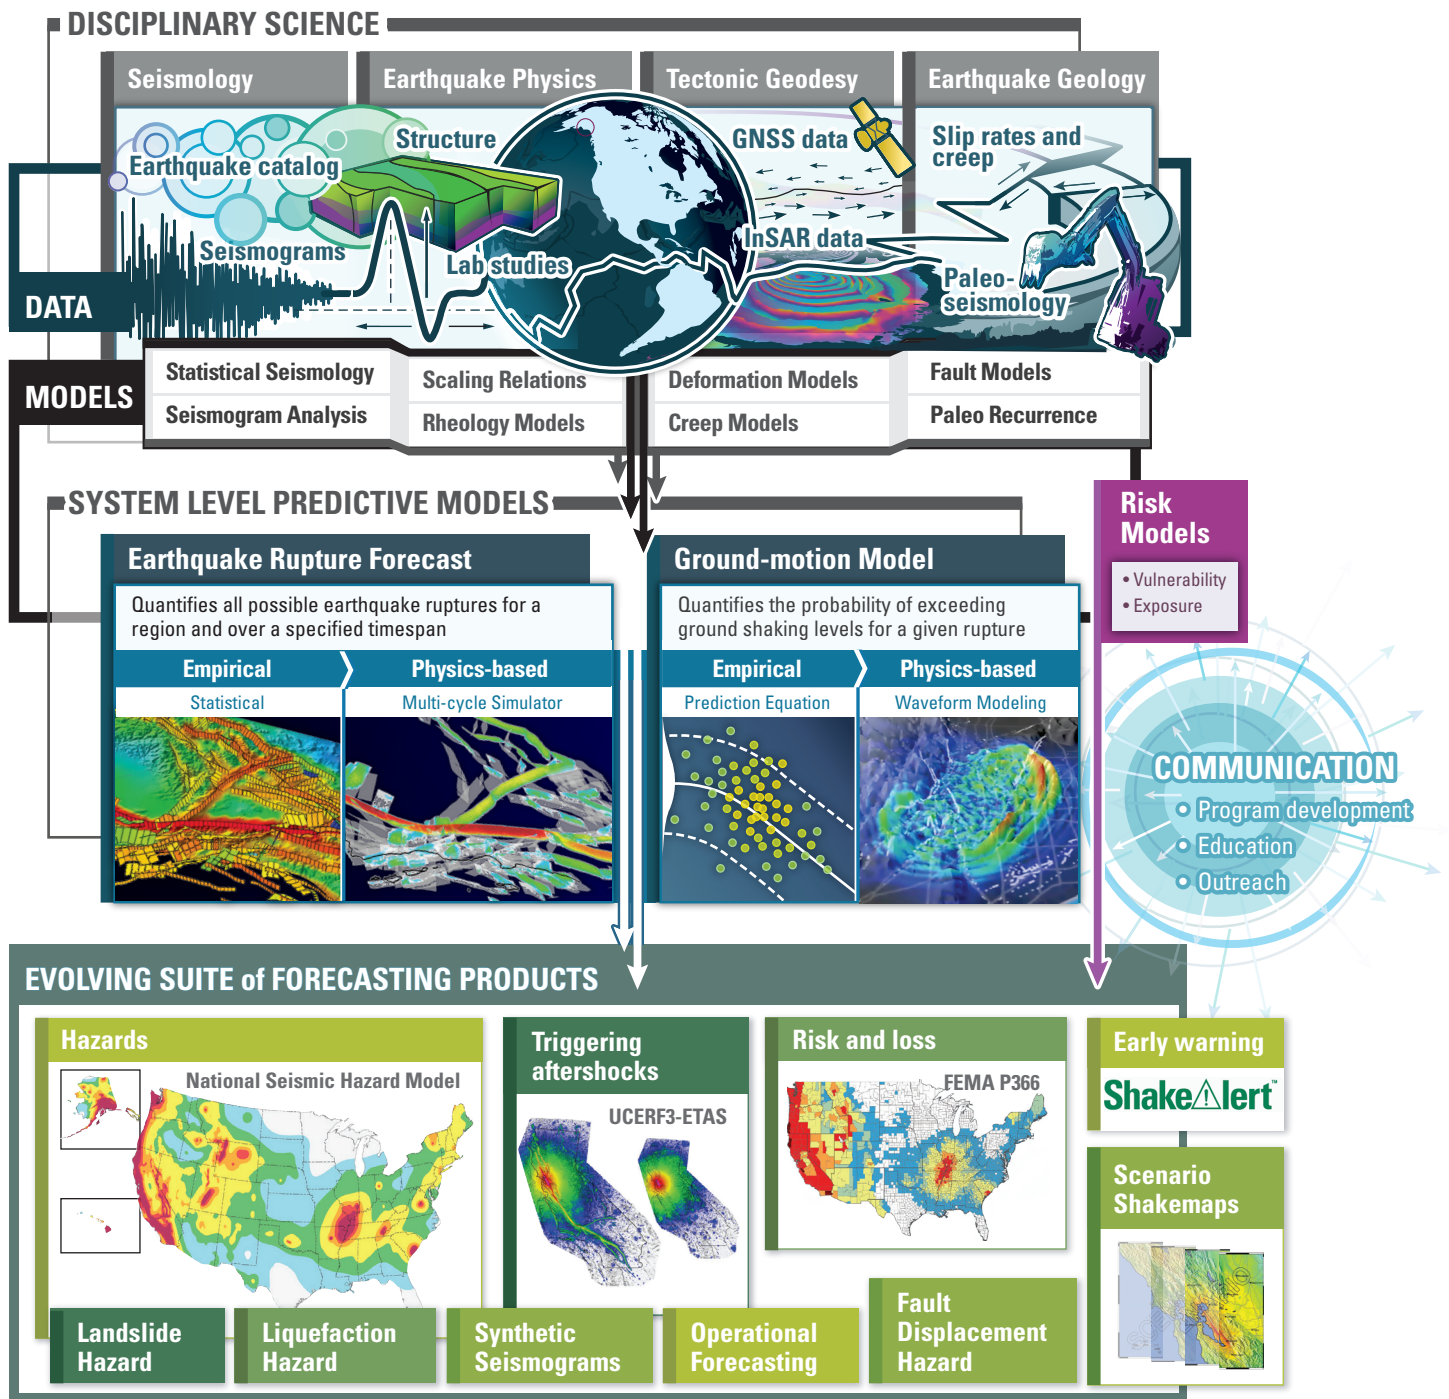 DISCIPLINARY SCIENCE
Seismology
Earthquake Physics
Tectonic Geodesy
Earthquake Geology
Earthquake catalog
Structure
GNSS data
Slip rates and
creep
Seismograms
Lab studies
InSAR data
Paleo-
seismology
DATA
MODELS
Statistical Seismology
Seismogram Analysis
Scaling Relations
Rheology Models
Deformation Models
Creep Models
Fault Models
Paleo Recurrence
SYSTEM LEVEL PREDICTIVE MODELS
Earthquake Rupture Forecast
Quantifies all possible earthquake ruptures for a
region and over a specified timespan
Empirical
Physics-based
Statistical
Multi-cycle Simulator
Ground-motion Model
Quantifies the probability of exceeding
ground shaking levels for a given rupture
Empirical
Physics-based
Prediction Equation
Waveform Modeling
Risk
Models
• Vulnerability
• Exposure
COMMUNICATION
Program development
Education
Outreach
EVOLVING SUITE of FORECASTING PRODUCTS
Hazards
National Seismic Hazard Model
Triggering
aftershocks
UCERF3-ETAS
Risk and loss
FEMA P366
Early warning
ShakeAlert™
Scenario
Shakemaps
Landslide
Hazard
Liquefaction
Hazard
Synthetic
Seismograms
Operational
Forecasting
Fault
Displacement
Hazard